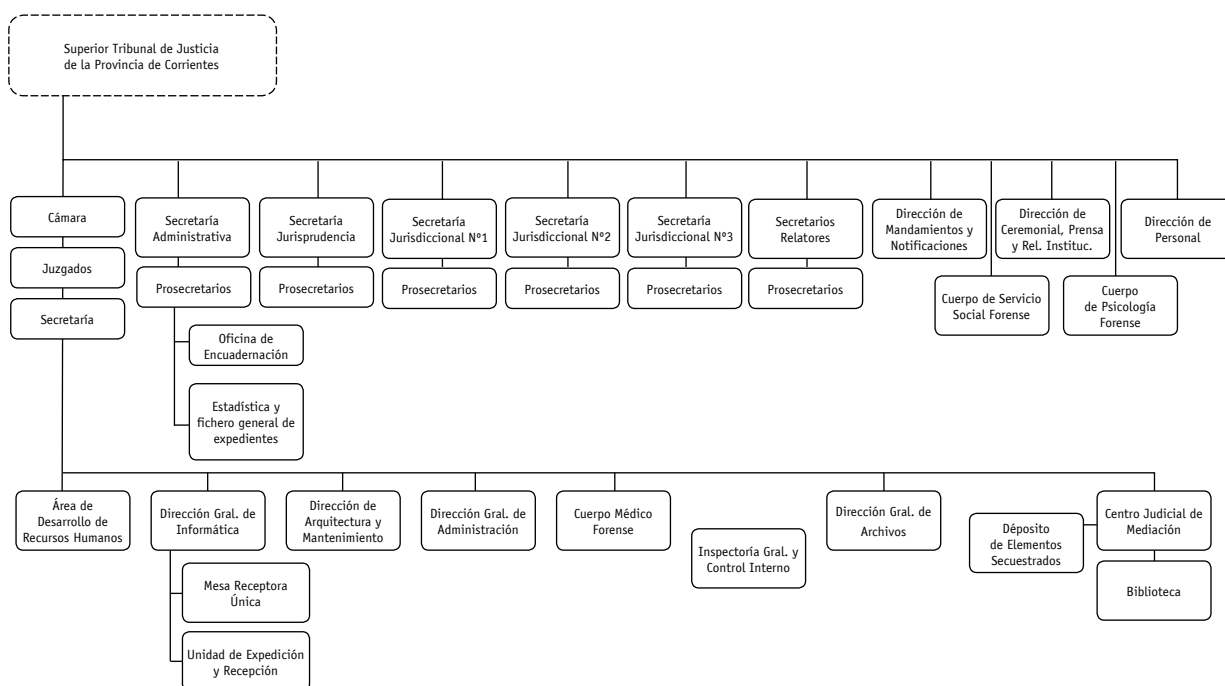 Superior Tribunal de Justicia
de la Provincia de Corrientes
Cámara
Secretaría
Administrativa
Secretaría
Jurisprudencia
Secretaría
Jurisdiccional Nº1
Secretaría
Jurisdiccional Nº2
Secretaría
Jurisdiccional Nº3
Secretarios
Relatores
Dirección de
Mandamientos y
Notificaciones
Dirección de
Ceremonial, Prensa
y Rel. Instituc.
Dirección de
Personal
Juzgados
Prosecretarios
Prosecretarios
Prosecretarios
Prosecretarios
Prosecretarios
Prosecretarios
Secretaría
Cuerpo de Servicio
Social Forense
Cuerpo
de Psicología
Forense
Oficina de
Encuadernación
Estadística y
fichero general de
expedientes
Área de
Desarrollo de
Recursos Humanos
Dirección Gral. de
Informática
Dirección de
Arquitectura y
Mantenimiento
Dirección Gral. de
Administración
Cuerpo Médico
Forense
Inspectoría Gral. y
Control Interno
Dirección Gral. de
Archivos
Déposito
de Elementos
Secuestrados
Centro Judicial de
Mediación
Mesa Receptora
Única
Biblioteca
Unidad de Expedición
y Recepción